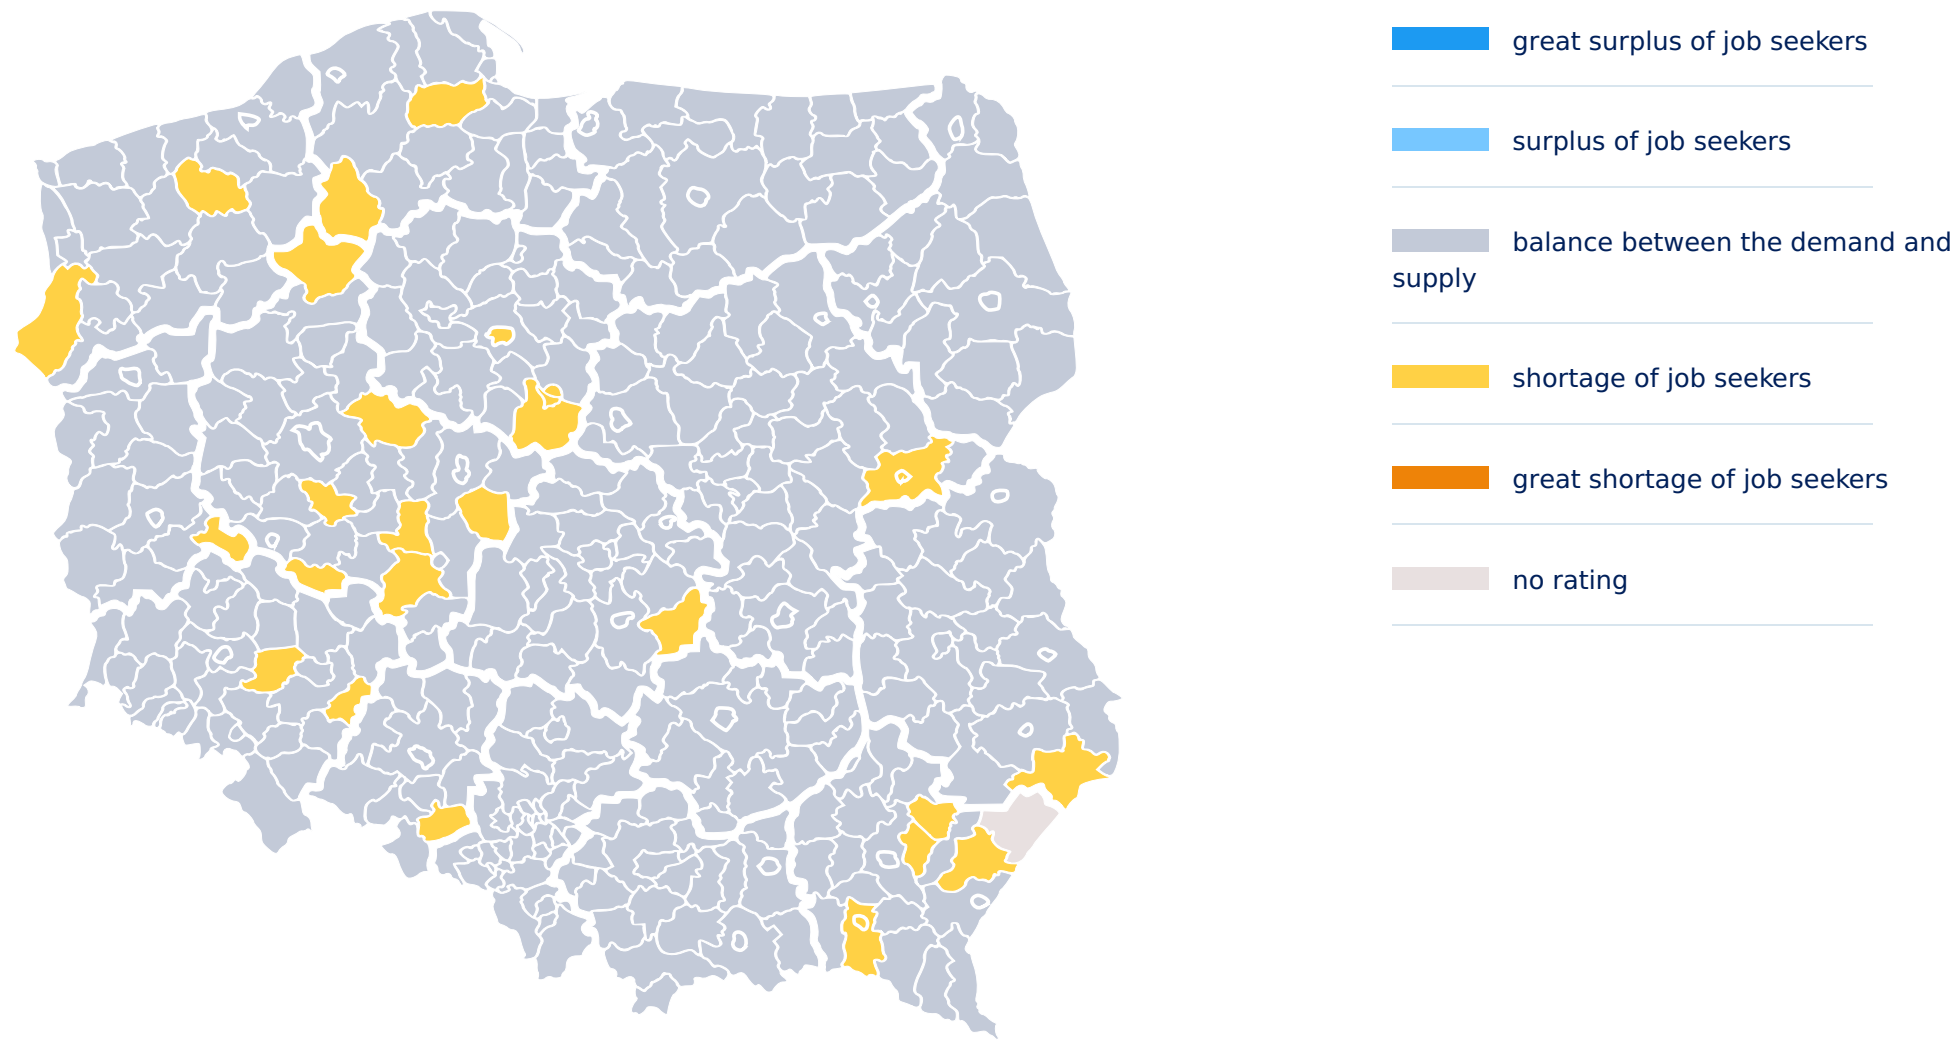 great surplus of job seekers
surplus of job seekers
balance between the demand and
supply
shortage of job seekers
great shortage of job seekers
no rating